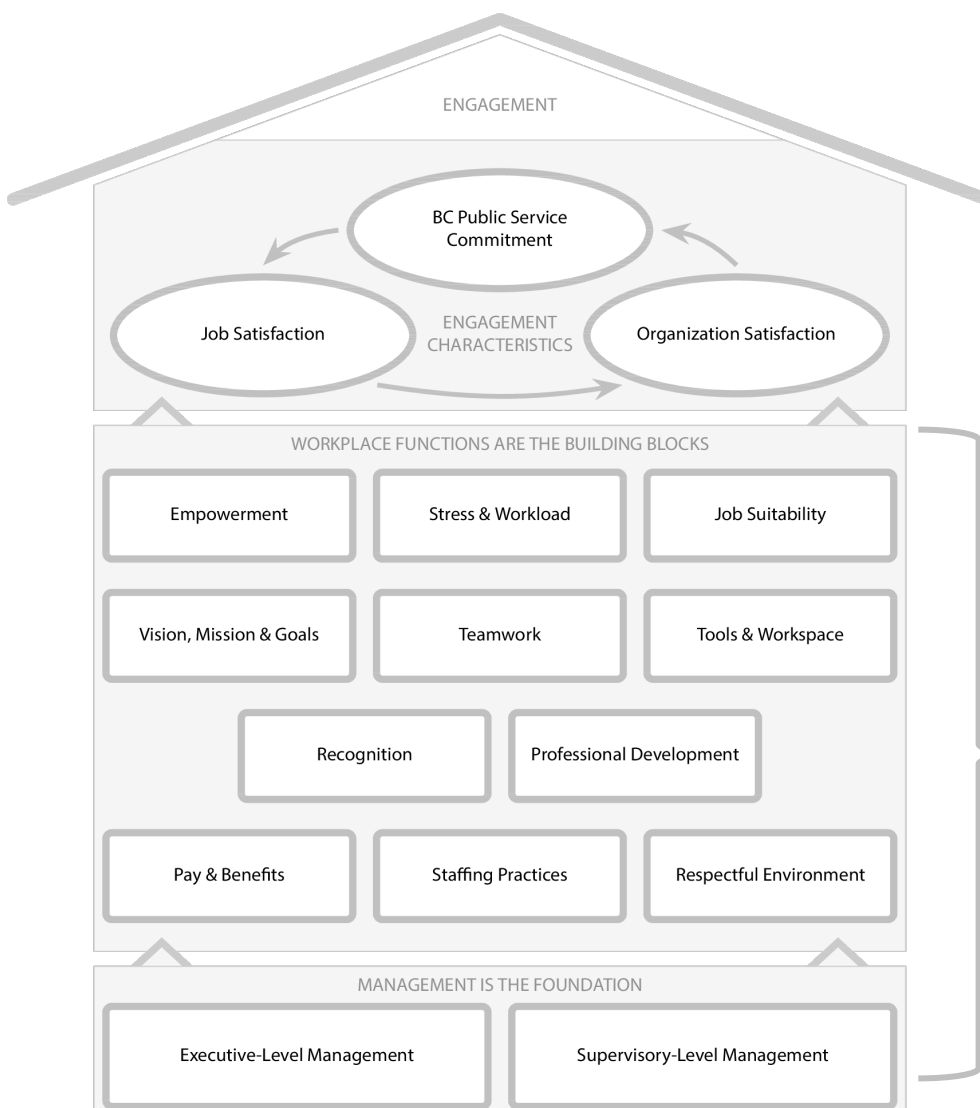 ENGAGEMENT
BC Public Service
Commitment
Job Satisfaction
ENGAGEMENT
CHARACTERISTICS
Organization Satisfaction
WORKPLACE FUNCTIONS ARE THE BUILDING BLOCKS
Empowerment
Stress & Workload
Job Suitability
Vision, Mission & Goals
Teamwork
Tools & Workspace
Recognition
Professional Development
Pay & Benefits
Staffing Practices
Respectful Environment
MANAGEMENT IS THE FOUNDATION
Executive-Level Management
Supervisory-Level Management